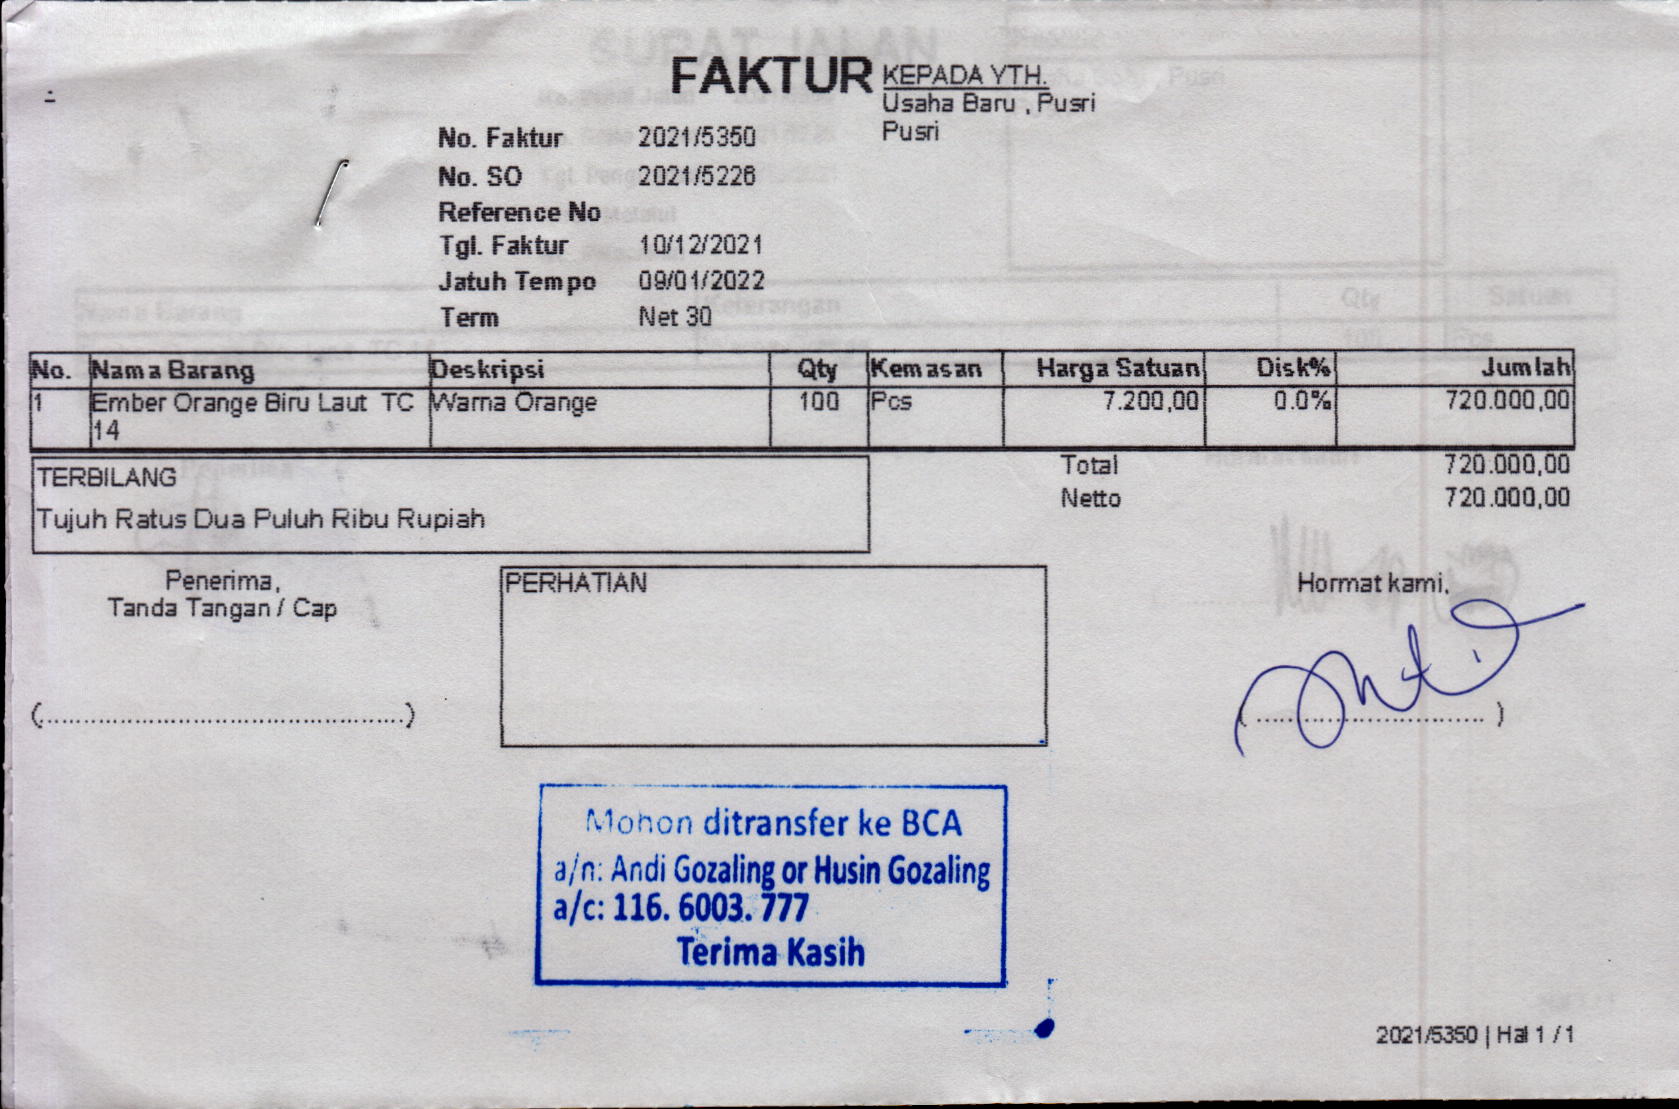 FAKTUR
KEPADA YTH.
Usaha Baru , Pusri
Pusri
No. Faktur 2021/5350
No. SO 2021/5226
Reference No
Tgl. Faktur 10/12/2021
Jatuh Tempo 09/01/2022
Term Net 30
No. Nama Barang Deskripsi Qty Kemasan Harga Satuan Disk% Jumlah
1 Ember Orange Biru Laut TC Warna Orange 100 Pcs 7.200,00 0.0% 720.000,00
14
Total 720.000,00
Netto 720.000,00
TERBILANG
Tujuh Ratus Dua Puluh Ribu Rupiah
Penerima,
Tanda Tangan / Cap
(................................................)
PERHATIAN
Hormat kami,
(................................)
Mohon ditransfer ke BCA
a/n: Andi Gozaling or Husin Gozaling
a/c: 116. 6003. 777
Terima Kasih
2021/5350 | Hal 1 / 1